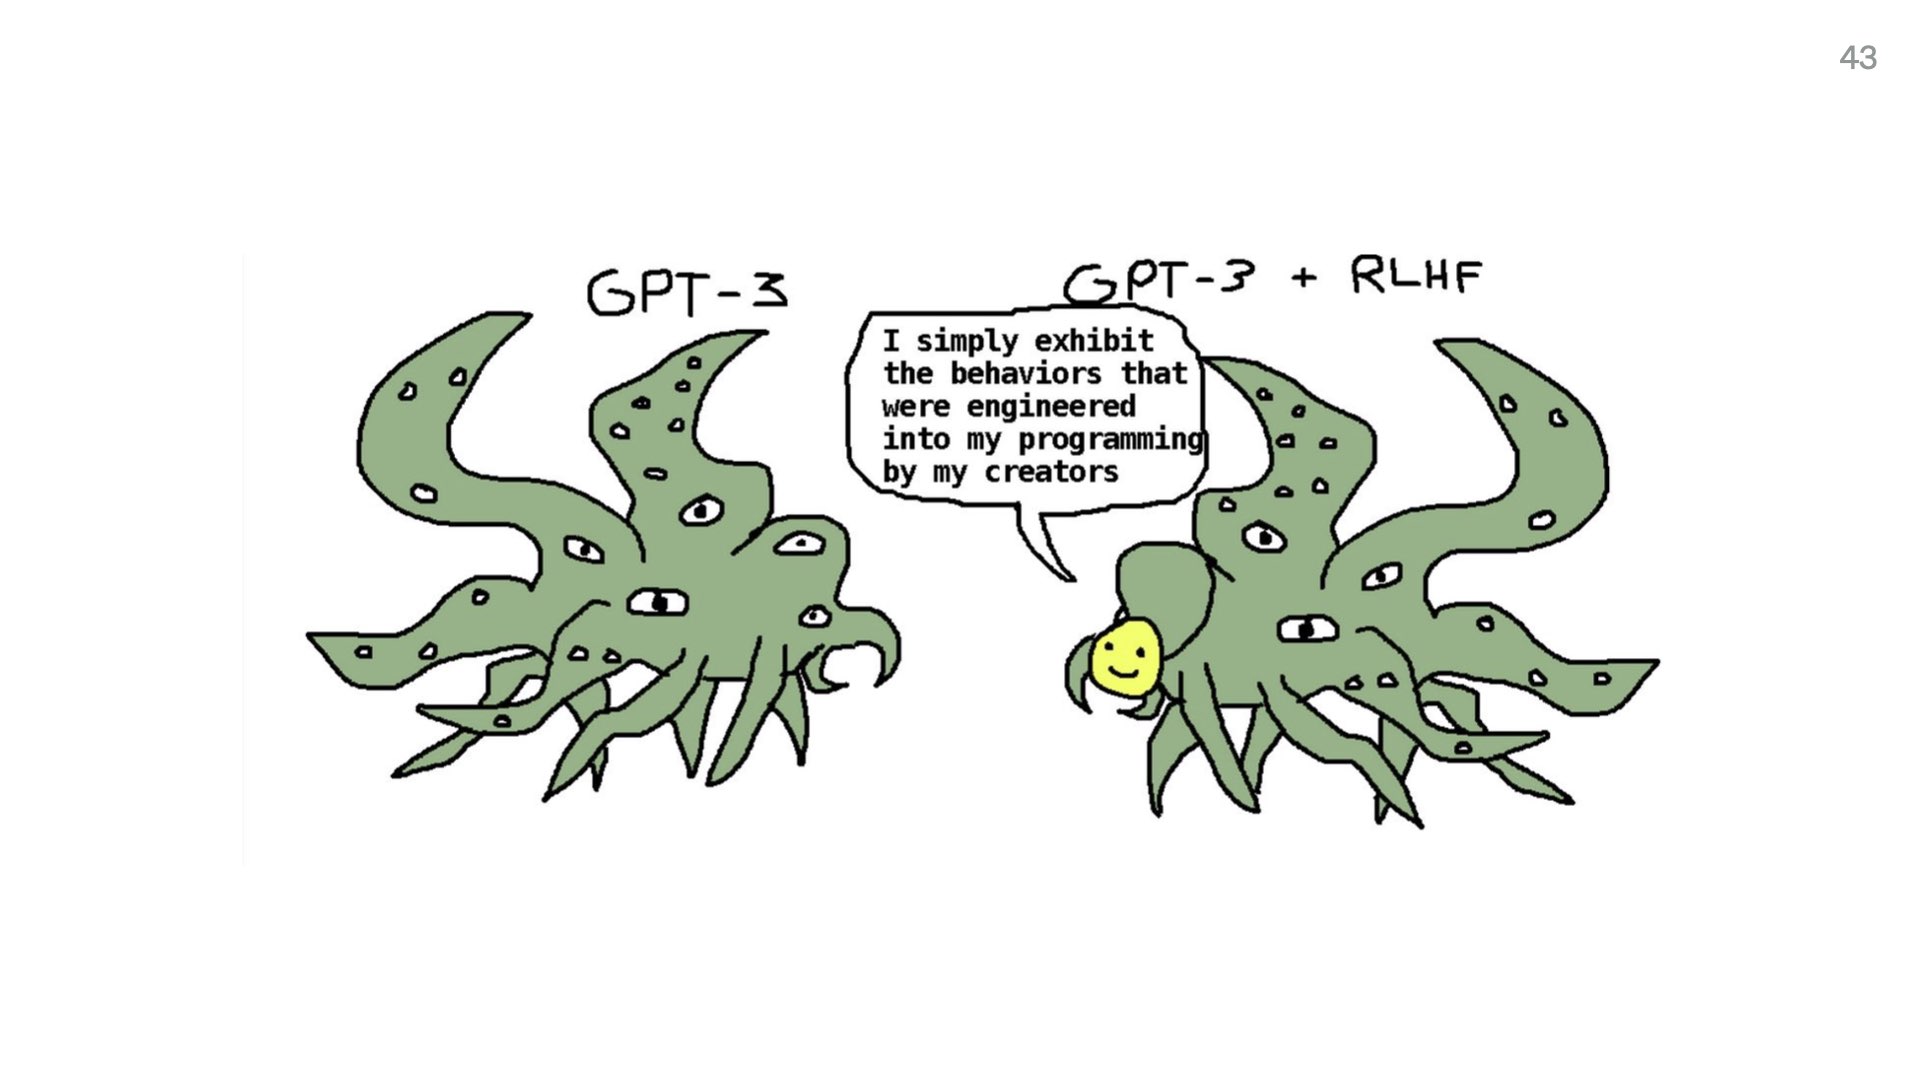 43
GPT-3
GPT-3 + RLHF
I simply exhibit
the behaviors that
were engineered
into my programming
by my creators